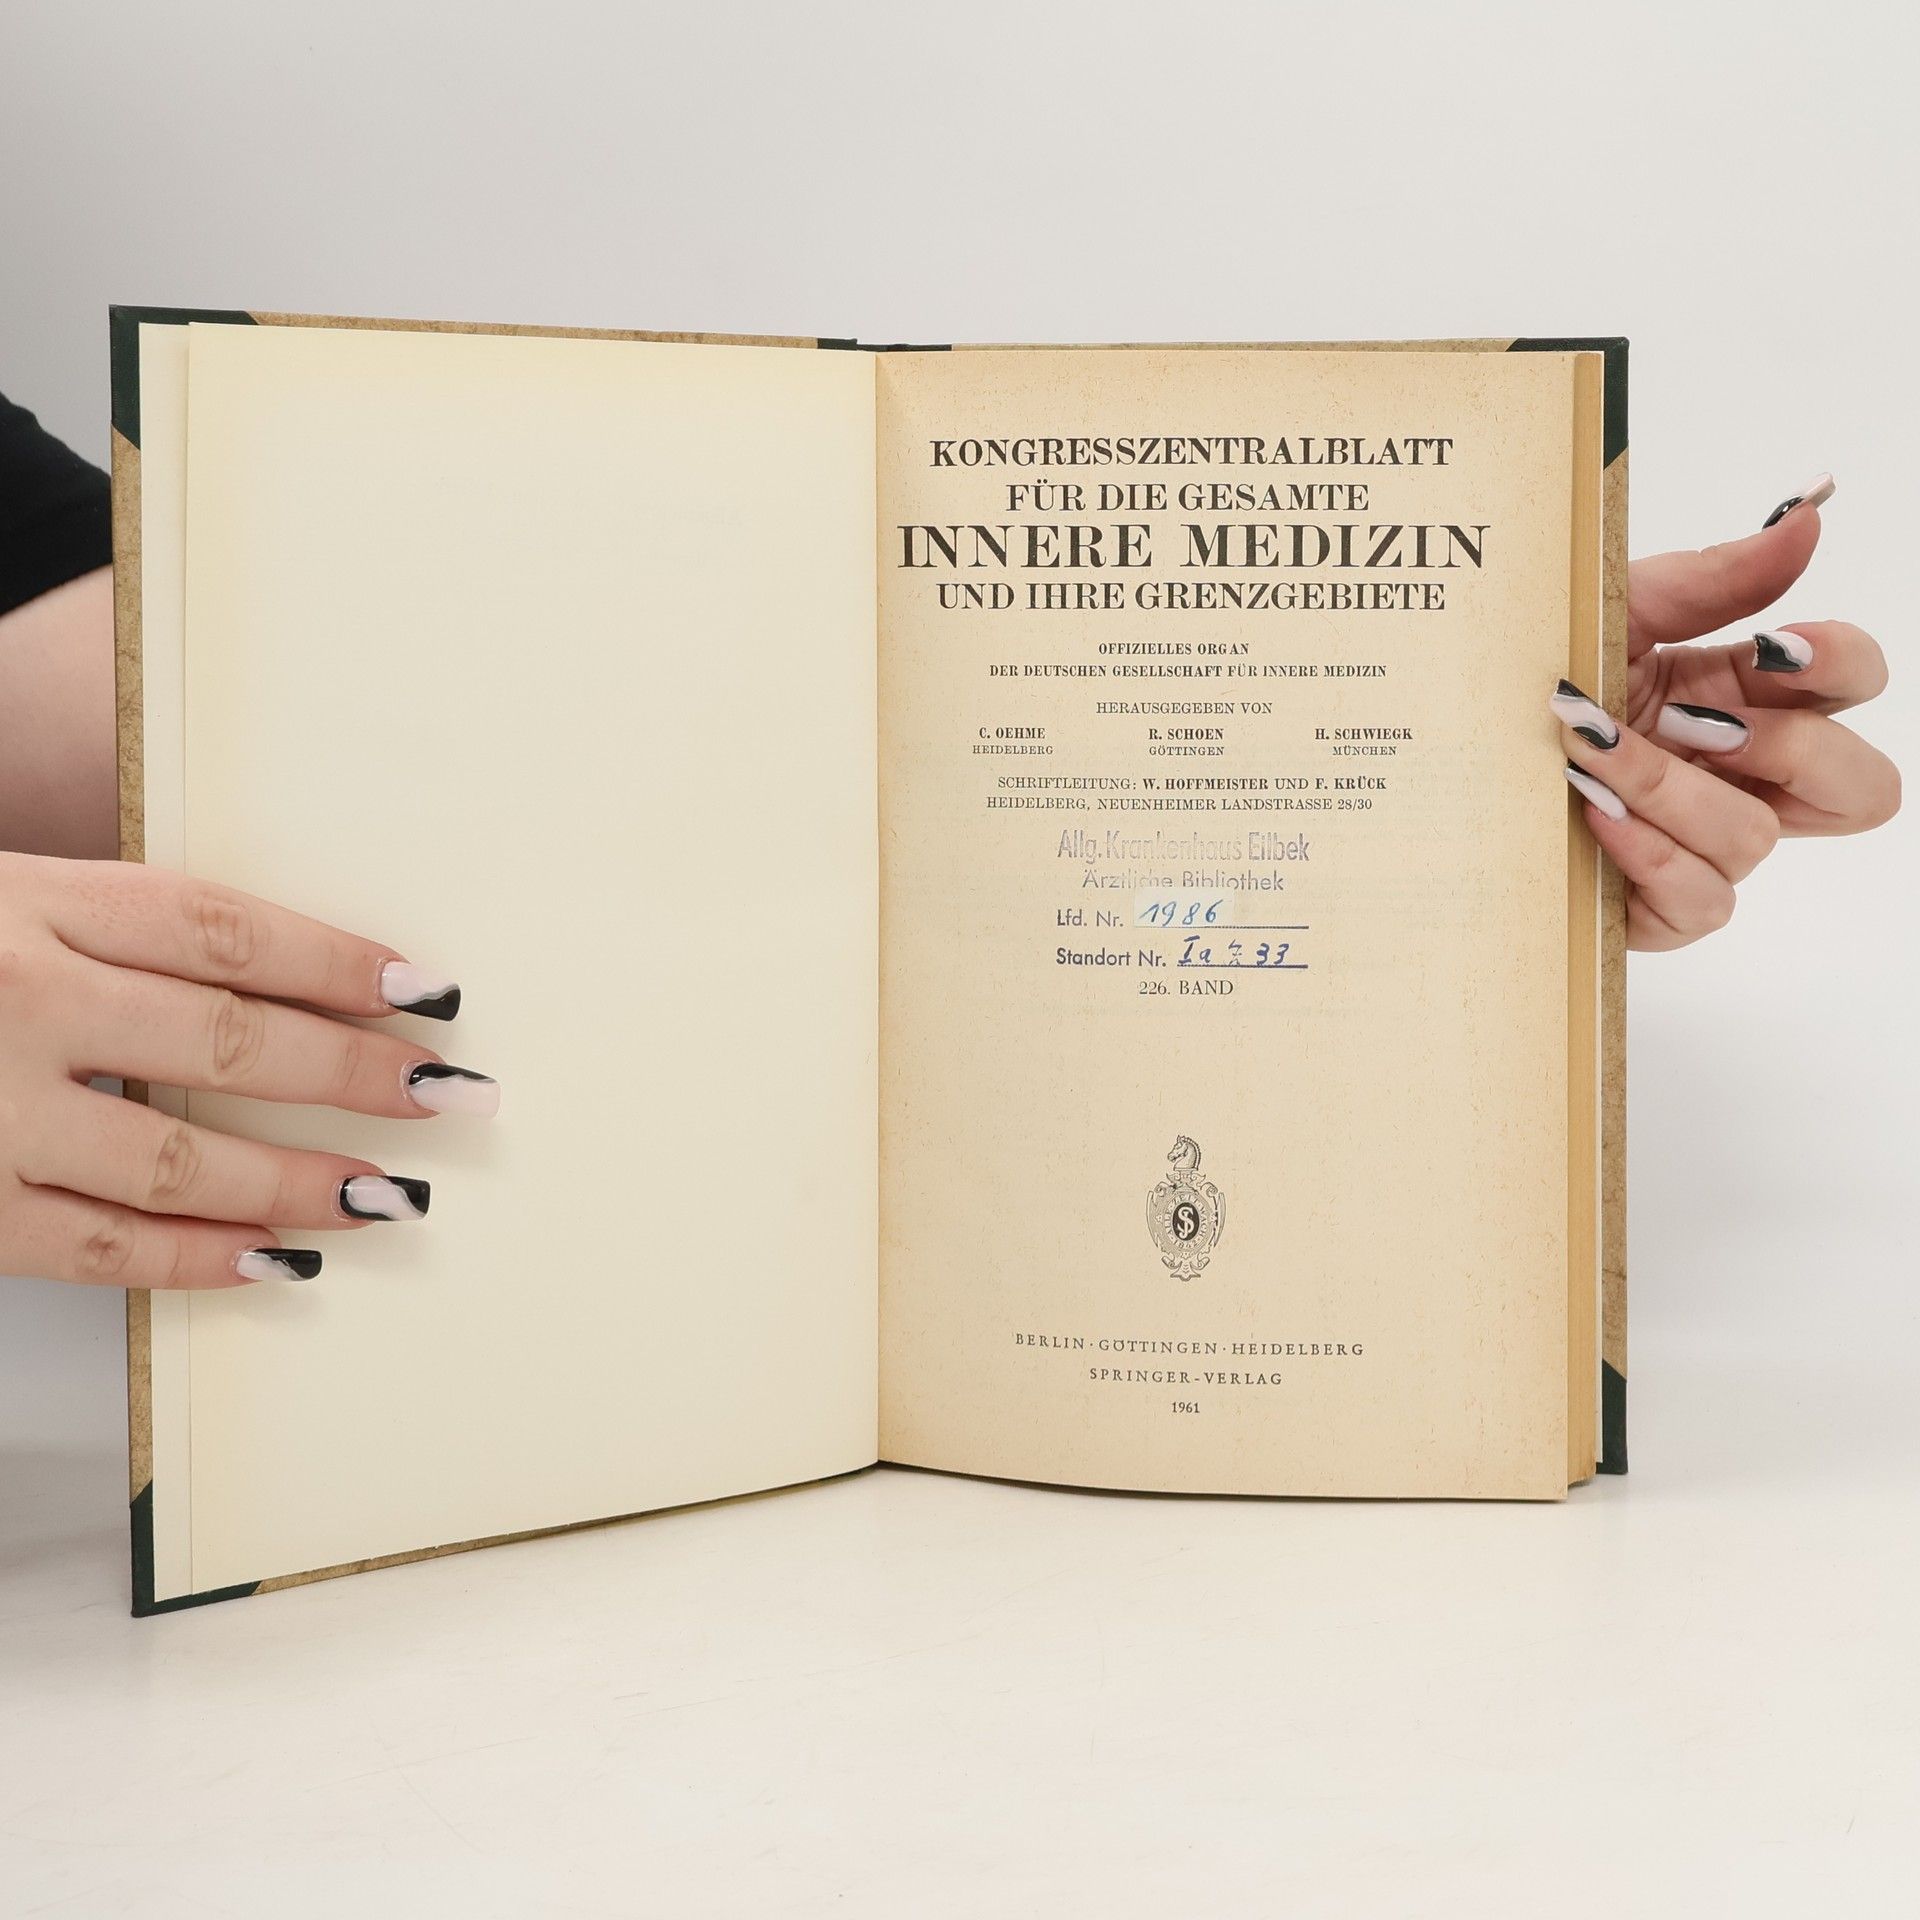 KONGRESSZENTRALBLATT
FÜR DIE GESAMTE
INNERE MEDIZIN
UND IHRE GRENZGEBIETE
OFFIZIELLES ORGAN
DER DEUTSCHEN GESELLSCHAFT FÜR INNERE MEDIZIN
HERAUSGEGEBEN VON
C. OEHME R. SCHOEN H. SCHWIEGK
HEIDELBERG GÖTTINGEN MÜNCHEN
SCHRIFTLEITUNG: W. HOFFMEISTER UND F. KRÜCK
HEIDELBERG, NEUENHEIMER LANDSTRASSE 28/30
Allg. Krankenhaus Eilbek
Ärztliche Bibliothek
Lfd. Nr. 1986
Standort Nr. Ia 33
226. BAND
BERLIN · GÖTTINGEN · HEIDELBERG
SPRINGER-VERLAG
1961